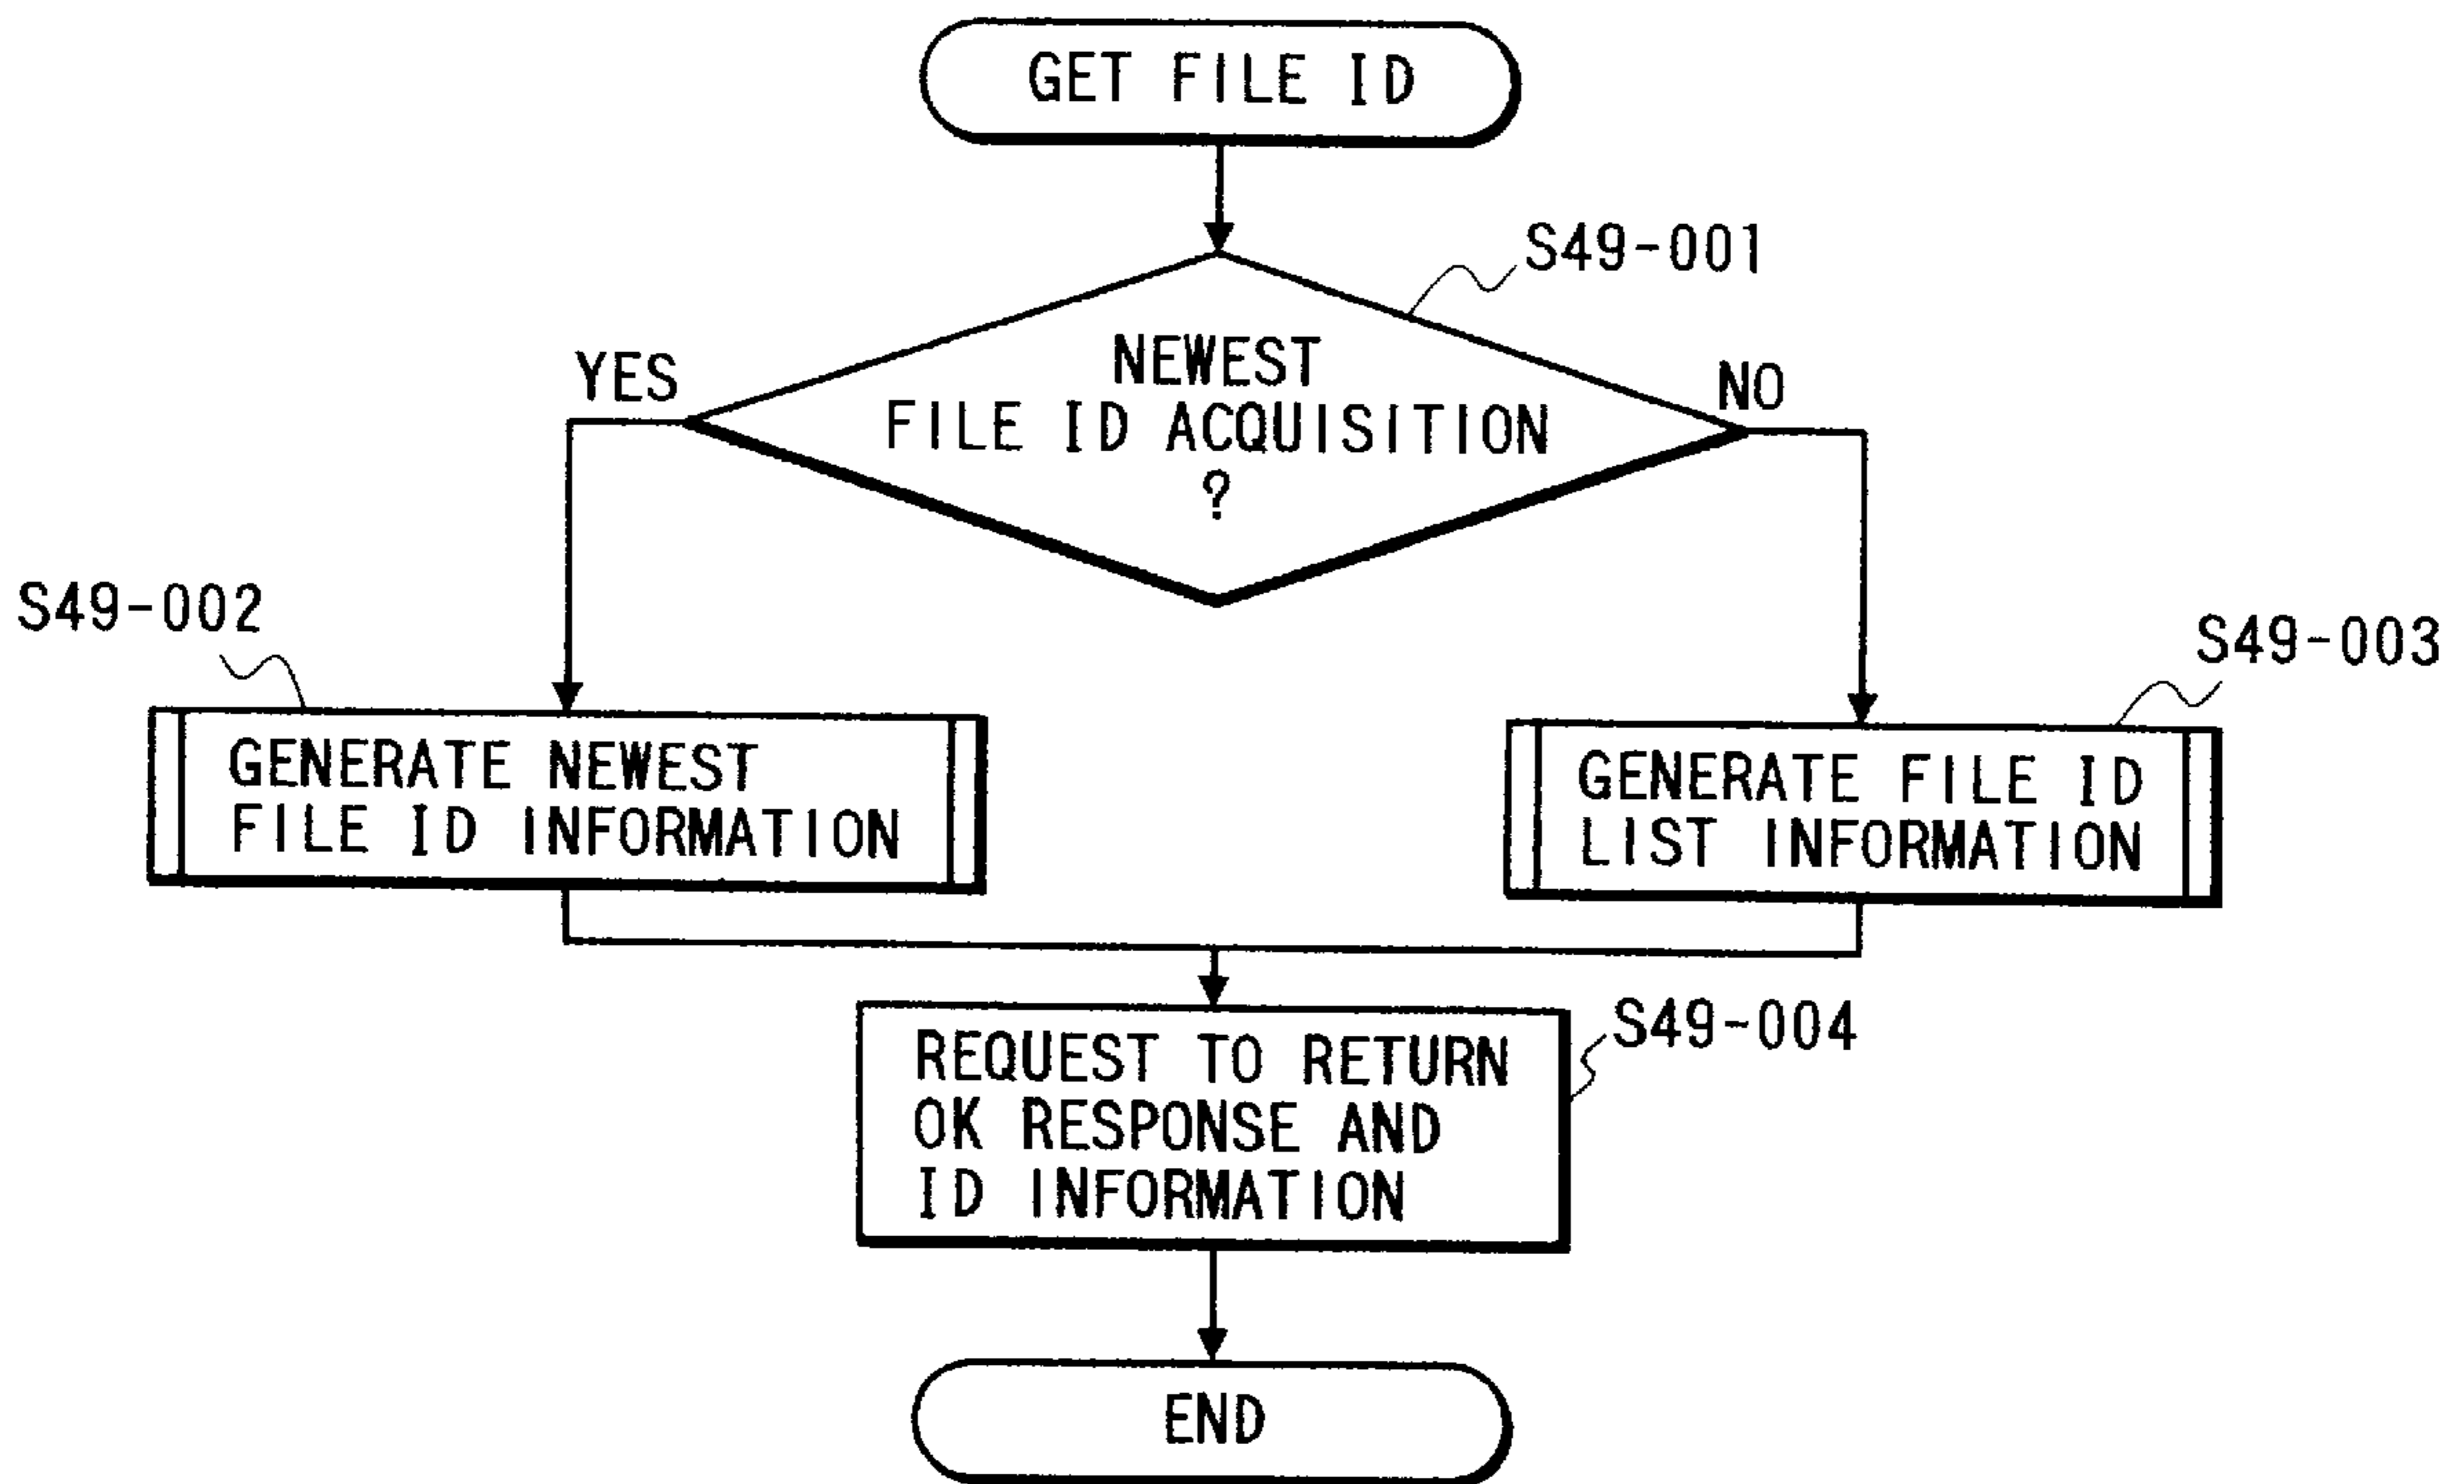 GET FILE ID
S49-001
NEWEST
FILE ID ACQUISITION
?
YES
NO
S49-002
GENERATE NEWEST
FILE ID INFORMATION
S49-003
GENERATE FILE ID
LIST INFORMATION
S49-004
REQUEST TO RETURN
OK RESPONSE AND
ID INFORMATION
END